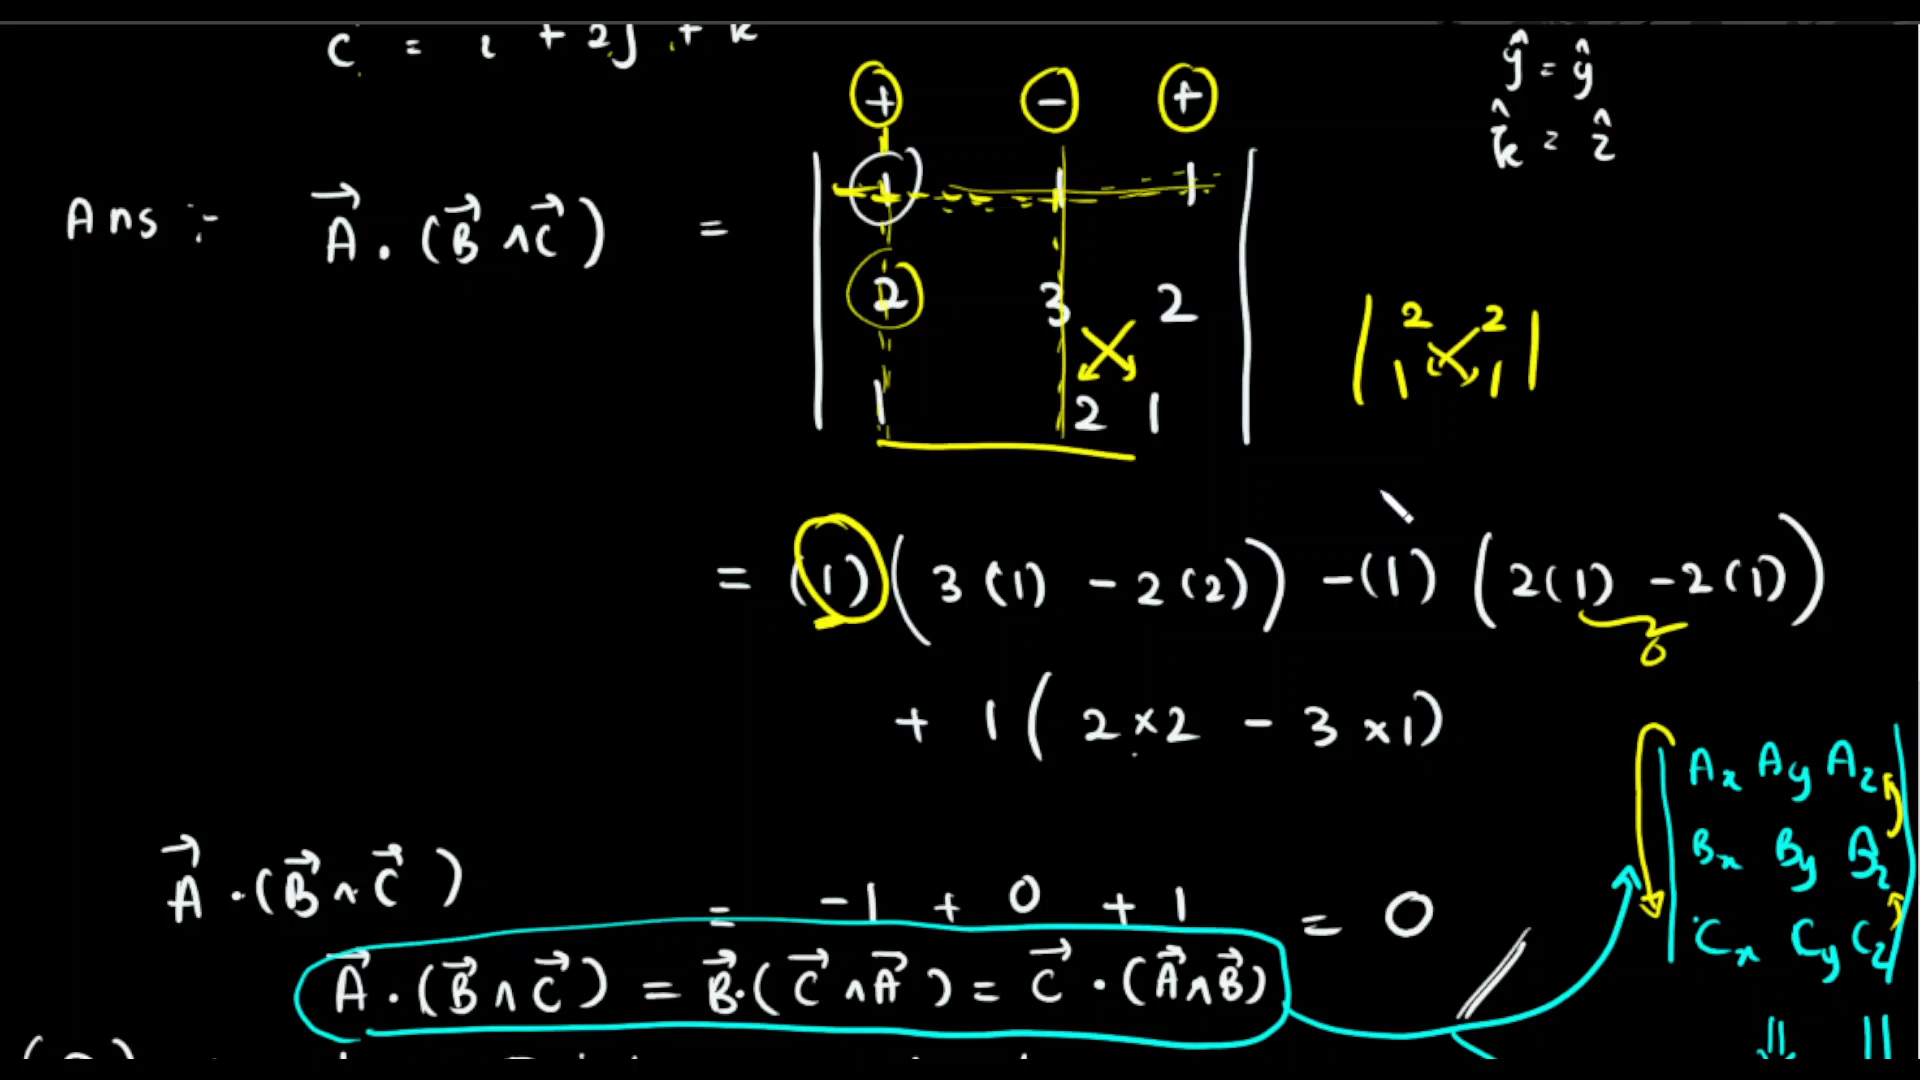 C = i + 2j + k
+ - +
ŷ = ŷ
k̂ = ẑ
Ans :- A⃗ . (B⃗ ∧ C⃗) =
| 1 1 1 |
| 2 3 2 |
| 1 2 1 |
| 2 2 |
| 1 1 |
= (1) ( 3 (1) - 2 (2) ) - (1) ( 2(1) - 2(1) )
0
+ 1 ( 2 × 2 - 3 × 1 )
| Ax Ay Az |
| Bx By Bz |
| Cx Cy Cz |
A⃗ . (B⃗ ∧ C⃗) = -1 + 0 + 1 = 0
A⃗ . (B⃗ ∧ C⃗) = B⃗ . (C⃗ ∧ A⃗) = C⃗ . (A⃗ ∧ B⃗)